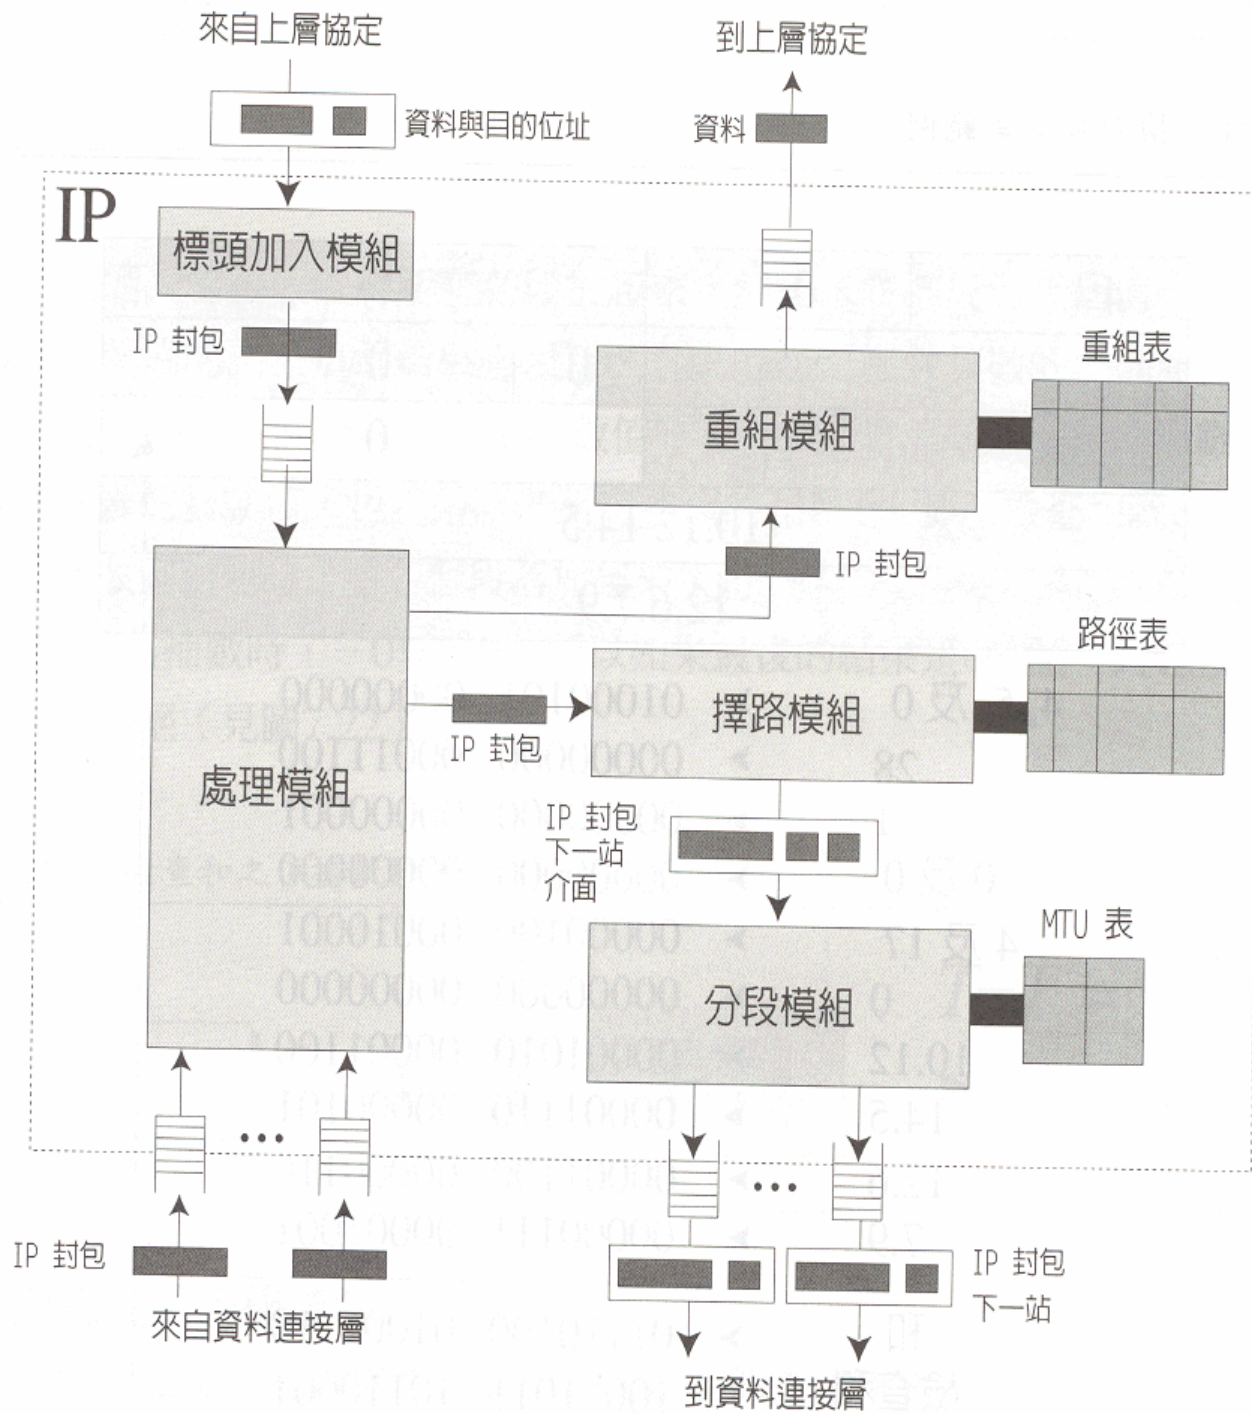 來自上層協定
到上層協定
資料與目的位址
資料
IP
標頭加入模組
IP 封包
重組表
重組模組
IP 封包
路徑表
擇路模組
IP 封包
處理模組
IP 封包
下一站
介面
MTU 表
分段模組
IP 封包
來自資料連接層
IP 封包
下一站
到資料連接層